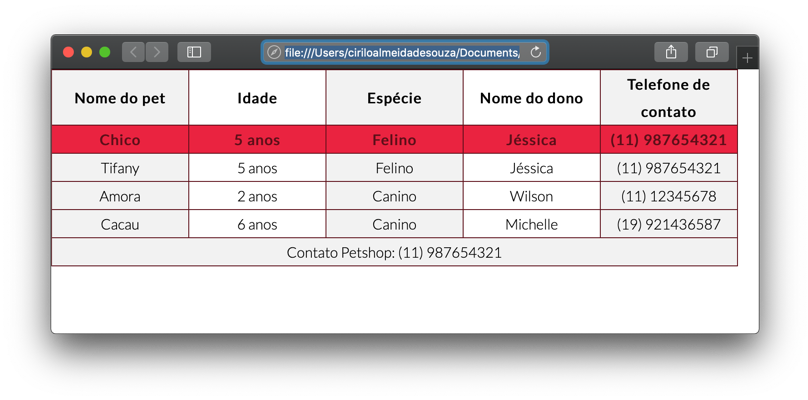 file:///Users/ciriloalmeidadesouza/Documents,
Nome do pet Idade Espécie Nome do dono Telefone de contato
Chico 5 anos Felino Jéssica (11) 987654321
Tifany 5 anos Felino Jéssica (11) 987654321
Amora 2 anos Canino Wilson (11) 12345678
Cacau 6 anos Canino Michelle (19) 921436587
Contato Petshop: (11) 987654321